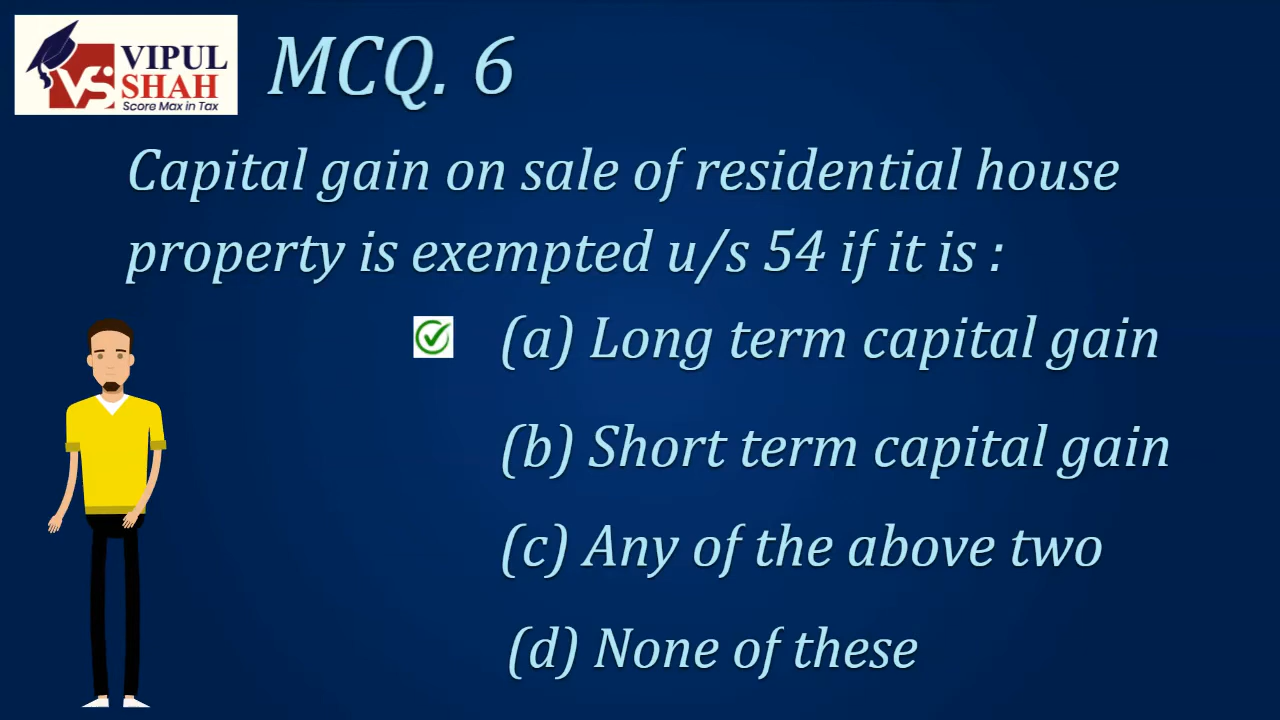 VIPUL
SHAH
Score Max in Tax
MCQ. 6
Capital gain on sale of residential house
property is exempted u/s 54 if it is :
(a) Long term capital gain
(b) Short term capital gain
(c) Any of the above two
(d) None of these